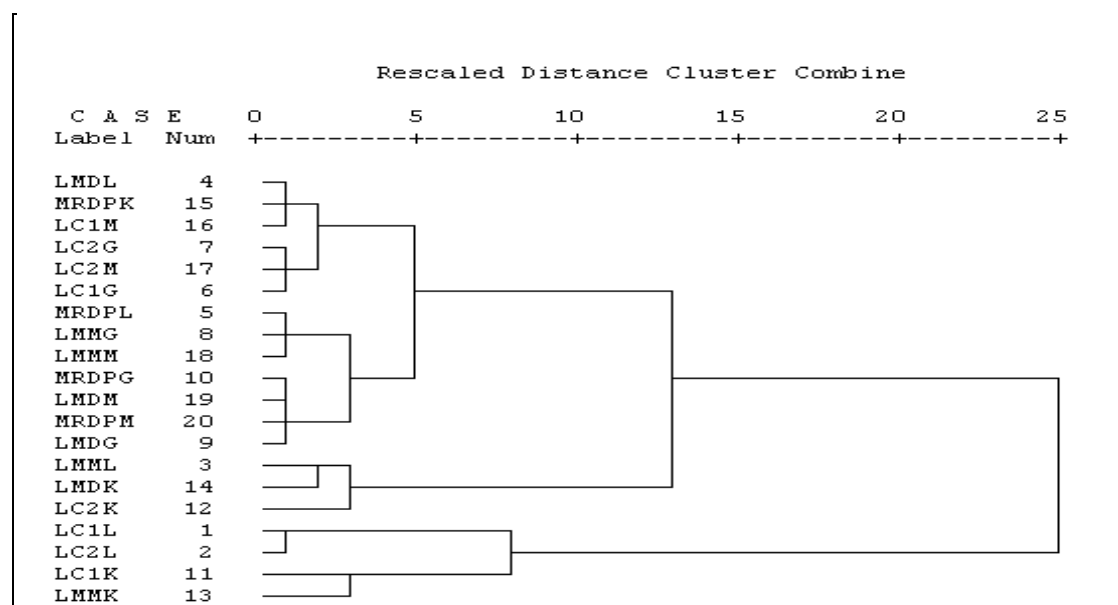 Rescaled Distance Cluster Combine
C A S E 0 5 10 15 20 25
Label Num +---------+---------+---------+---------+---------+
LMDL 4
MRDPK 15
LC1M 16
LC2G 7
LC2M 17
LC1G 6
MRDPL 5
LMMG 8
LMMM 18
MRDPG 10
LMDM 19
MRDPM 20
LMDG 9
LMML 3
LMDK 14
LC2K 12
LC1L 1
LC2L 2
LC1K 11
LMMK 13